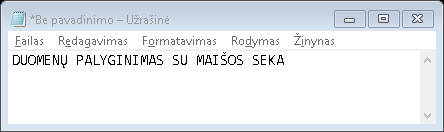 *Be pavadinimo – Užrašinė
Failas Redagavimas Formatavimas Rodymas Žinynas
DUOMENŲ PALYGINIMAS SU MAIŠOS SEKA